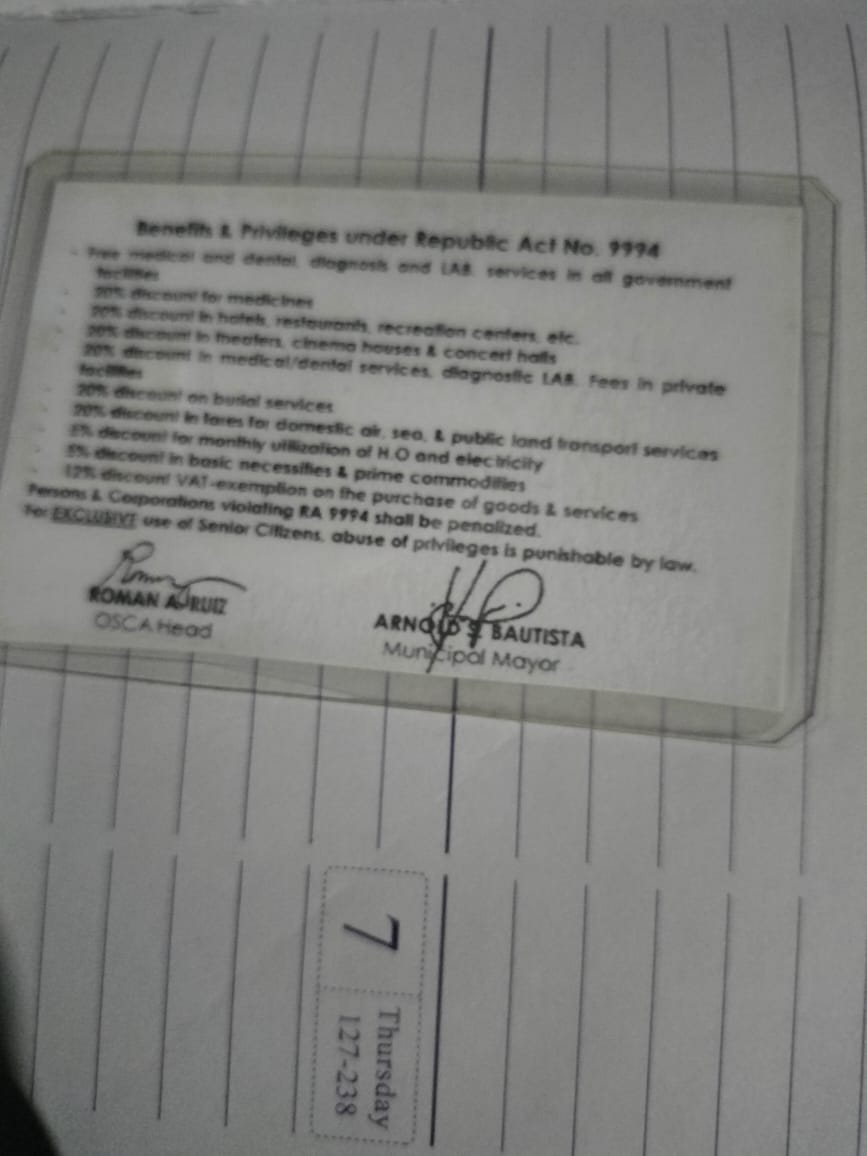 Benefits & Privileges under Republic Act No. 9994
- Free medical and dental, diagnosis and LAB. services in all government
facilities
- 20% discount for medicines
- 20% discount in hotels, restaurants, recreation centers, etc.
- 20% discount in theaters, cinema houses & concert halls
- 20% discount in medical/dental services, diagnostic LAB. Fees in private
facilities
- 20% discount on burial services
- 20% discount in fares for domestic air, sea, & public land transport services
- 5% discount for monthly utilization of H.O and electricity
- 5% discount in basic necessities & prime commodities
- 12% discount VAT-exemption on the purchase of goods & services
Persons & Corporations violating RA 9994 shall be penalized.
For EXCLUSIVE use of Senior Citizens, abuse of privileges is punishable by law.
ROMAN A. RUIZ
OSCA Head
ARNOLD S. BAUTISTA
Municipal Mayor
7
Thursday
127-238